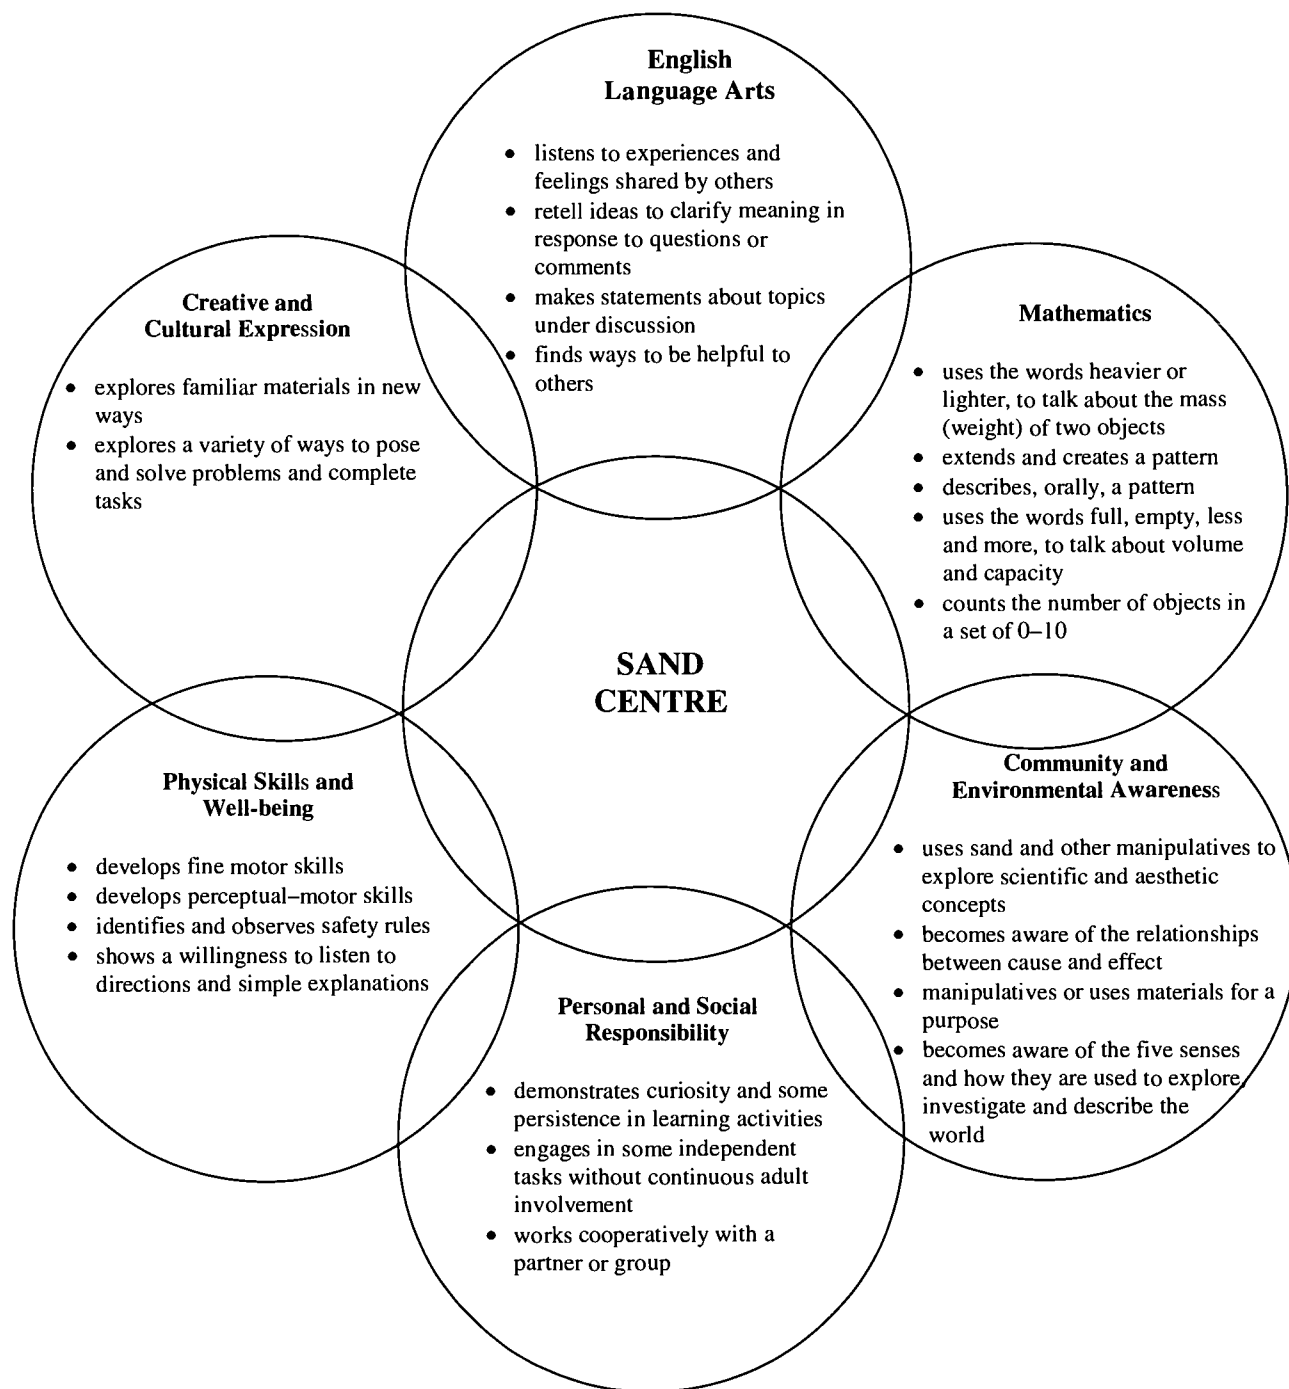 English
Language Arts
• listens to experiences and
feelings shared by others
• retell ideas to clarify meaning in
response to questions or
comments
• makes statements about topics
under discussion
• finds ways to be helpful to
others
Creative and
Cultural Expression
• explores familiar materials in new
ways
• explores a variety of ways to pose
and solve problems and complete
tasks
Mathematics
• uses the words heavier or
lighter, to talk about the mass
(weight) of two objects
• extends and creates a pattern
• describes, orally, a pattern
• uses the words full, empty, less
and more, to talk about volume
and capacity
• counts the number of objects in
a set of 0–10
SAND
CENTRE
Physical Skills and
Well-being
• develops fine motor skills
• develops perceptual–motor skills
• identifies and observes safety rules
• shows a willingness to listen to
directions and simple explanations
Community and
Environmental Awareness
• uses sand and other manipulatives to
explore scientific and aesthetic
concepts
• becomes aware of the relationships
between cause and effect
• manipulatives or uses materials for a
purpose
• becomes aware of the five senses
and how they are used to explore,
investigate and describe the
world
Personal and Social
Responsibility
• demonstrates curiosity and some
persistence in learning activities
• engages in some independent
tasks without continuous adult
involvement
• works cooperatively with a
partner or group